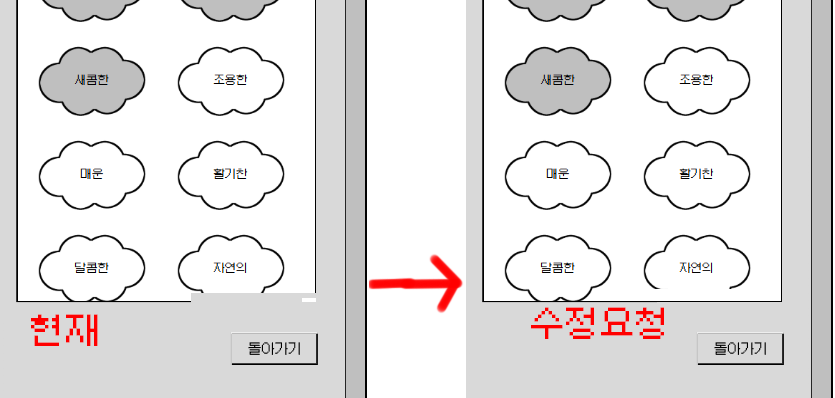 새콤한 조용한 새콤한 조용한
매운 활기찬 매운 활기찬
달콤한 자연의 달콤한 자연의
현재 수정요청
돌아가기 돌아가기